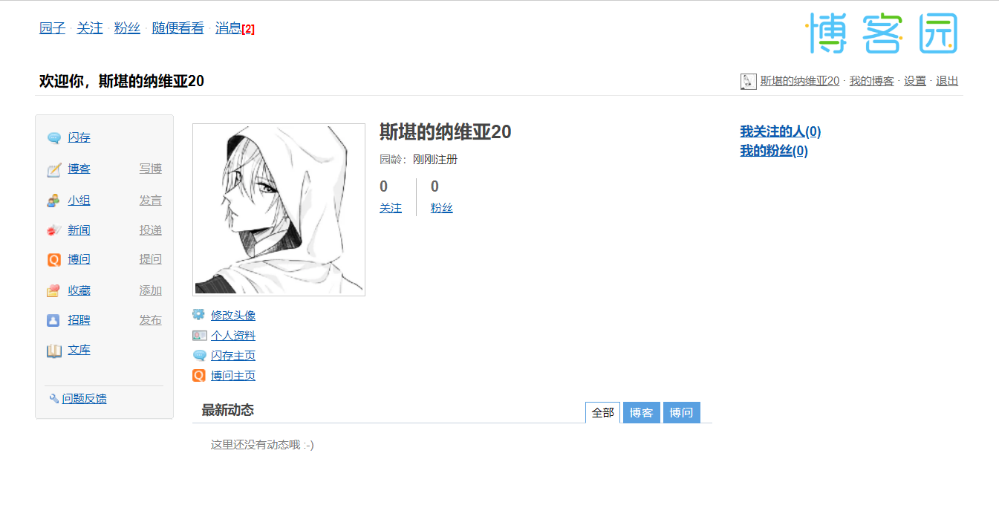 园子 · 关注 · 粉丝 · 随便看看 · 消息[2]
博客园
欢迎你，斯堪的纳维亚20
斯堪的纳维亚20 · 我的博客 · 设置 · 退出
闪存
博客 写博
小组 发言
新闻 投递
博问 提问
收藏 添加
招聘 发布
文库
问题反馈
斯堪的纳维亚20
园龄：刚刚注册
0 0
关注 粉丝
修改头像
个人资料
闪存主页
博问主页
最新动态 全部 博客 博问
这里还没有动态哦 :-)
我关注的人(0)
我的粉丝(0)